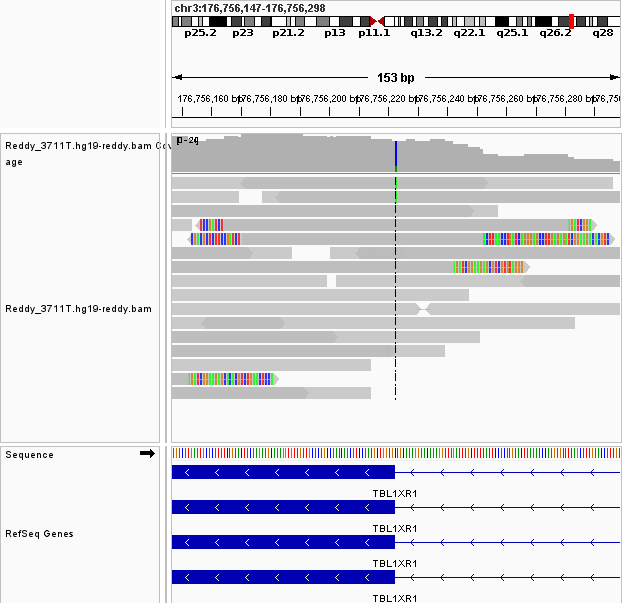 chr3:176,756,147-176,756,298
p25.2 p23 p21.2 p13 p11.1 q13.2 q22.1 q25.1 q26.2 q28
153 bp
176,756,160 bp 176,756,180 bp 176,756,200 bp 176,756,220 bp 176,756,240 bp 176,756,260 bp 176,756,280 bp
Reddy_3711T.hg19-reddy.bam Cov
age
Reddy_3711T.hg19-reddy.bam
Sequence
TBL1XR1
TBL1XR1
RefSeq Genes
TBL1XR1
TBL1XR1